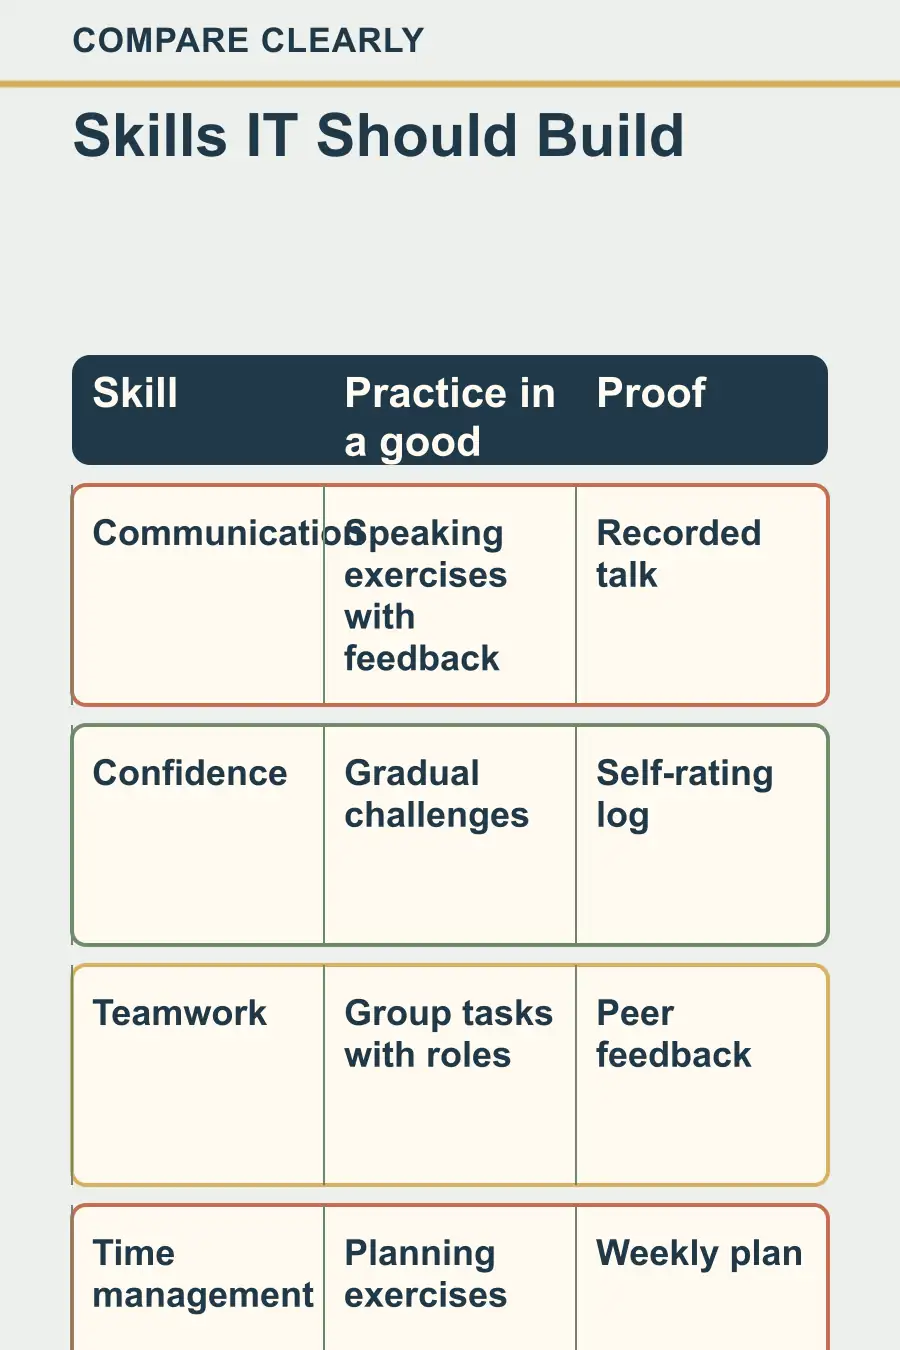 COMPARE CLEARLY
Skills IT Should Build
Skill
Practice in
a good
Proof
Communication
Speaking
exercises
with
feedback
Recorded
talk
Confidence
Gradual
challenges
Self-rating
log
Teamwork
Group tasks
with roles
Peer
feedback
Time
management
Planning
exercises
Weekly plan